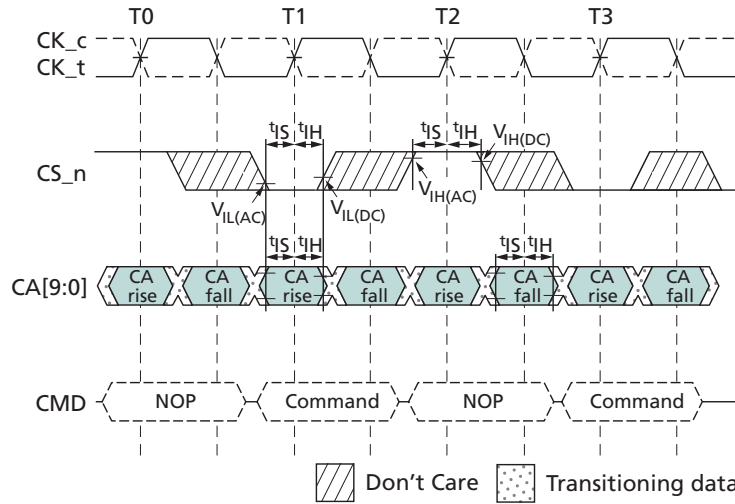 T0 T1 T2 T3
CK_c
CK_t
tIS tIH tIS tIH VIH(DC)
CS_n
VIL(AC) VIL(DC) VIH(AC)
tIS tIH tIS tIH
CA[9:0] CA rise CA fall CA rise CA fall CA rise CA fall CA rise CA fall
CMD NOP Command NOP Command
Don't Care Transitioning data